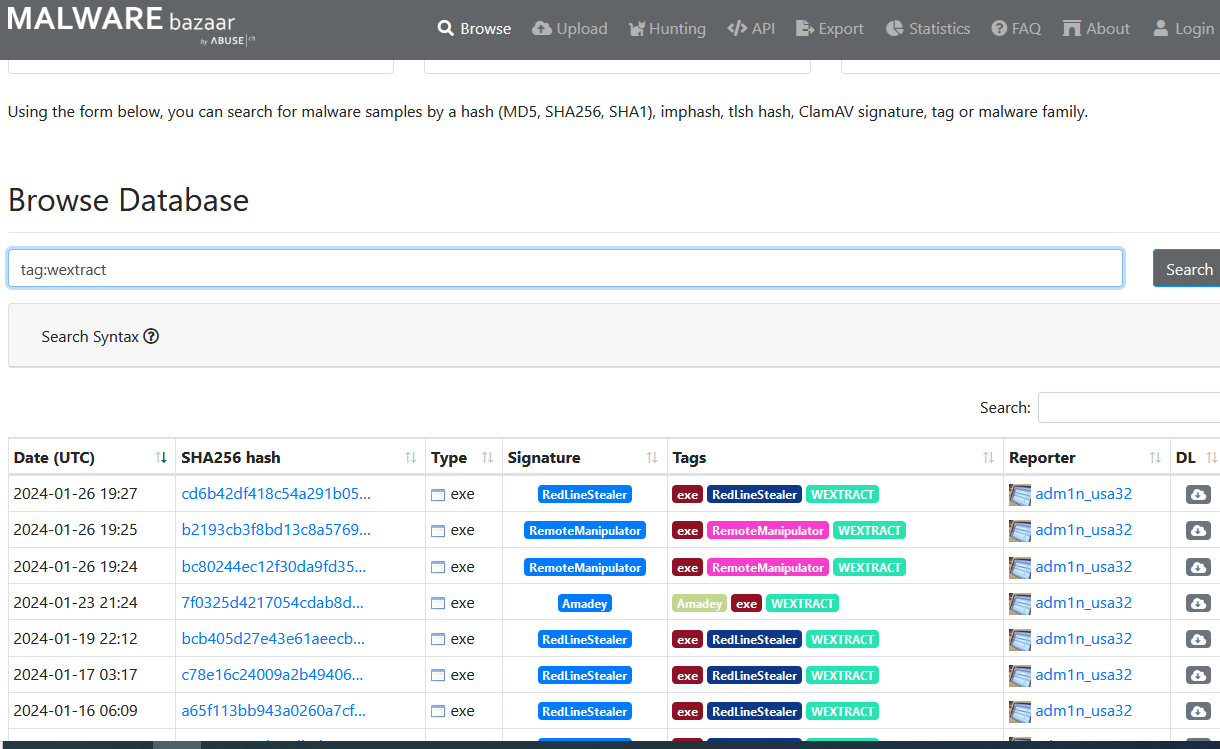 MALWARE bazaar
by ABUSE|ch
Browse Upload Hunting API Export Statistics FAQ About Login
Using the form below, you can search for malware samples by a hash (MD5, SHA256, SHA1), imphash, tlsh hash, ClamAV signature, tag or malware family.
Browse Database
tag:wextract Search
Search Syntax
Search:
Date (UTC) SHA256 hash Type Signature Tags Reporter DL
2024-01-26 19:27 cd6b42df418c54a291b05... exe RedLineStealer exe RedLineStealer WEXTRACT adm1n_usa32
2024-01-26 19:25 b2193cb3f8bd13c8a5769... exe RemoteManipulator exe RemoteManipulator WEXTRACT adm1n_usa32
2024-01-26 19:24 bc80244ec12f30da9fd35... exe RemoteManipulator exe RemoteManipulator WEXTRACT adm1n_usa32
2024-01-23 21:24 7f0325d4217054cdab8d... exe Amadey Amadey exe WEXTRACT adm1n_usa32
2024-01-19 22:12 bcb405d27e43e61aeecb... exe RedLineStealer exe RedLineStealer WEXTRACT adm1n_usa32
2024-01-17 03:17 c78e16c24009a2b49406... exe RedLineStealer exe RedLineStealer WEXTRACT adm1n_usa32
2024-01-16 06:09 a65f113bb943a0260a7cf... exe RedLineStealer exe RedLineStealer WEXTRACT adm1n_usa32